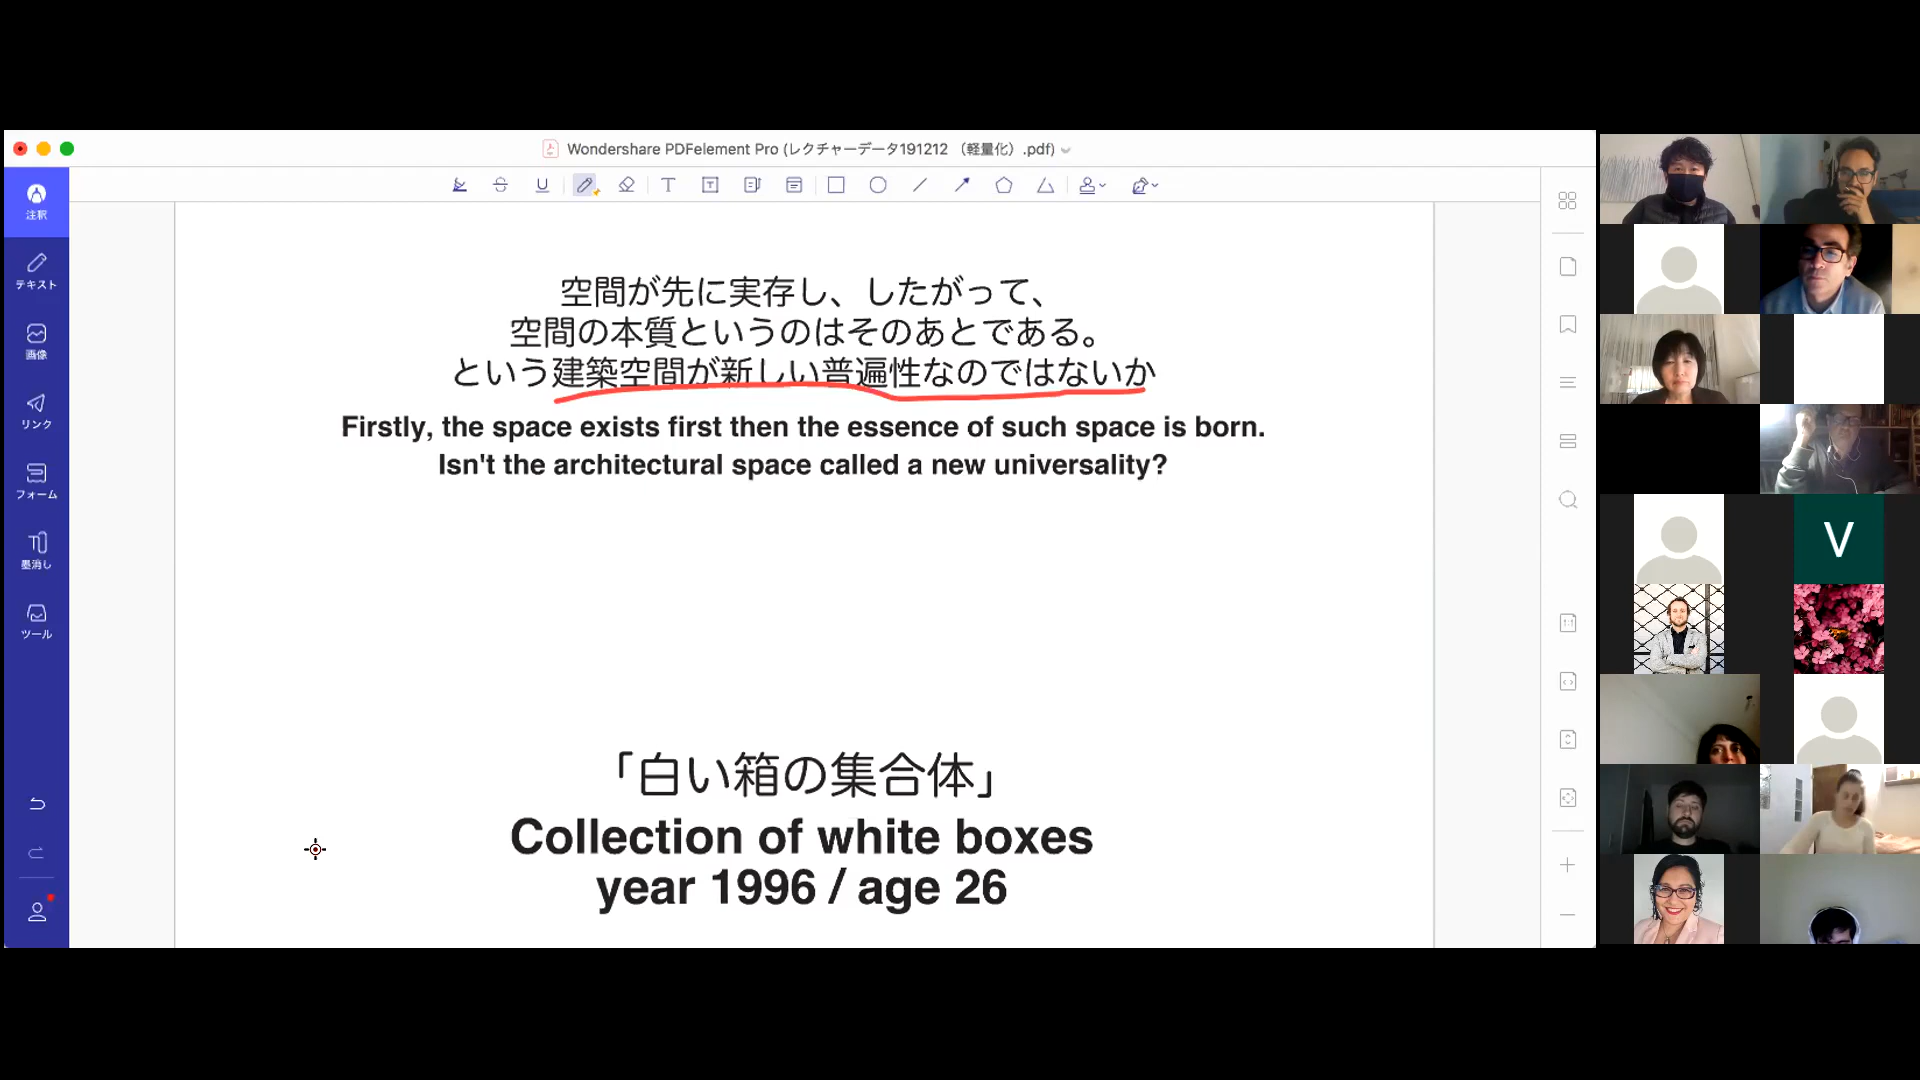 Wondershare PDFelement Pro (レクチャーデータ191212 （軽量化）.pdf)
注釈
テキスト
画像
リンク
フォーム
墨消し
ツール
空間が先に実存し、したがって、
空間の本質というのはそのあとである。
という建築空間が新しい普遍性なのではないか
Firstly, the space exists first then the essence of such space is born.
Isn't the architectural space called a new universality?
「白い箱の集合体」
Collection of white boxes
year 1996 / age 26
V